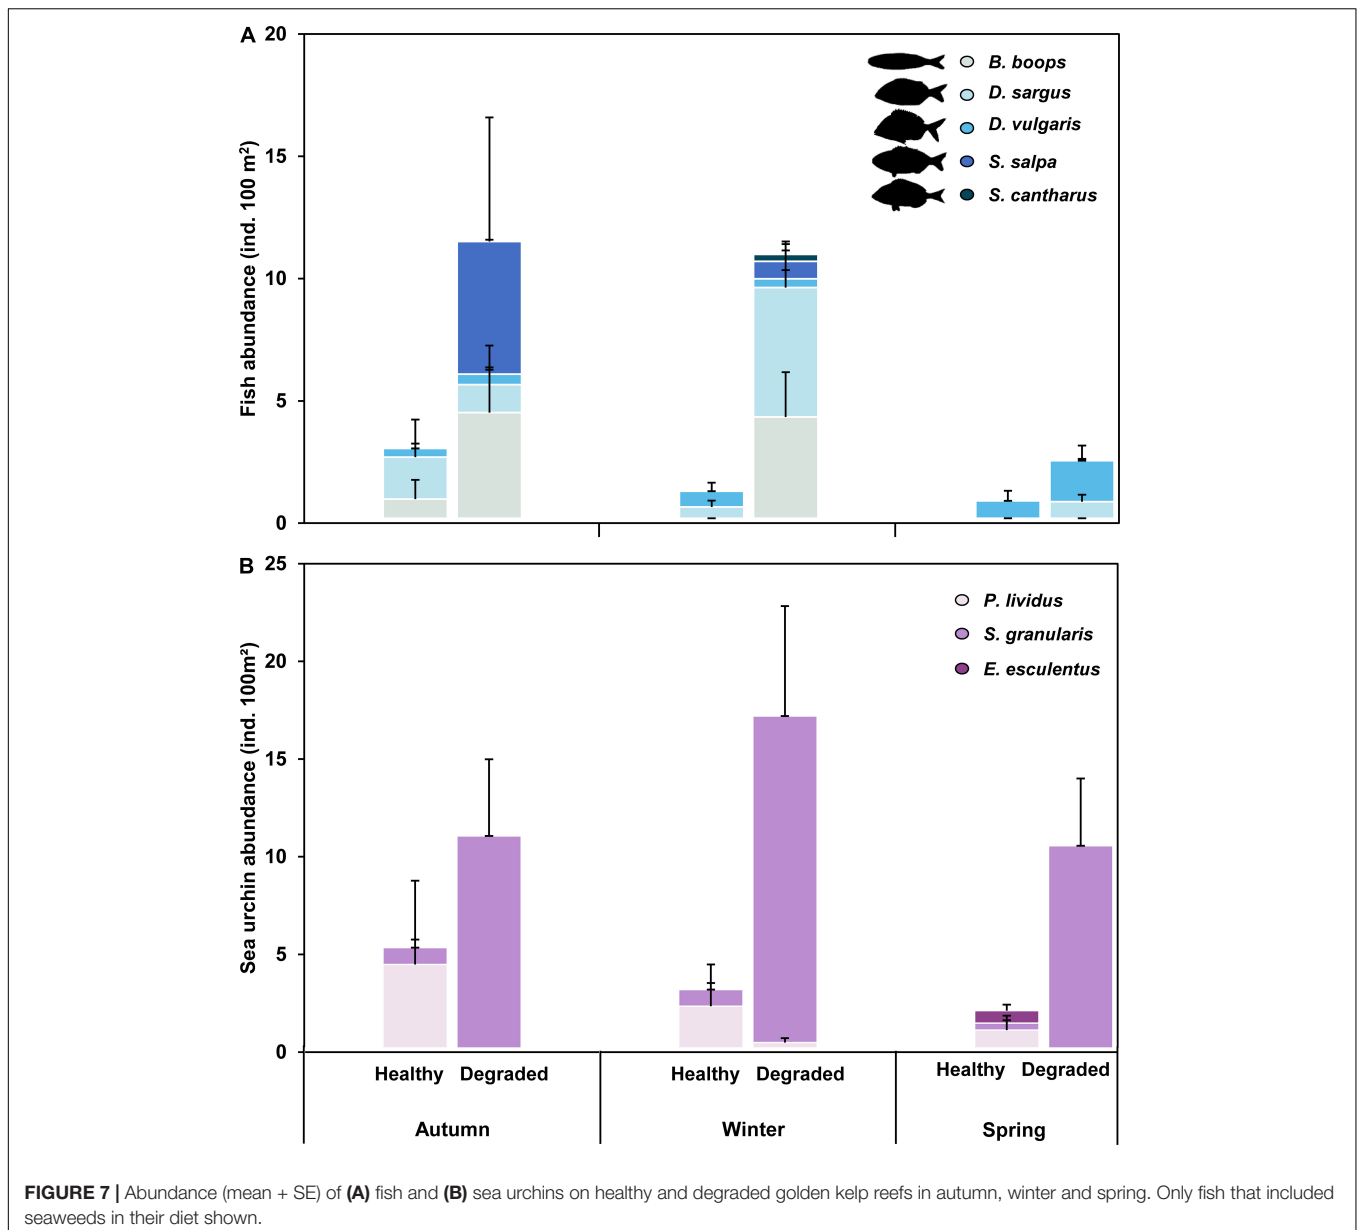 A
20
15
10
5
0
Fish abundance (ind. 100 m²)
B. boops
D. sargus
D. vulgaris
S. salpa
S. cantharus
B
25
20
15
10
5
0
Sea urchin abundance (ind. 100m²)
P. lividus
S. granularis
E. esculentus
Healthy Degraded Healthy Degraded Healthy Degraded
Autumn Winter Spring
FIGURE 7 | Abundance (mean + SE) of (A) fish and (B) sea urchins on healthy and degraded golden kelp reefs in autumn, winter and spring. Only fish that included
seaweeds in their diet shown.